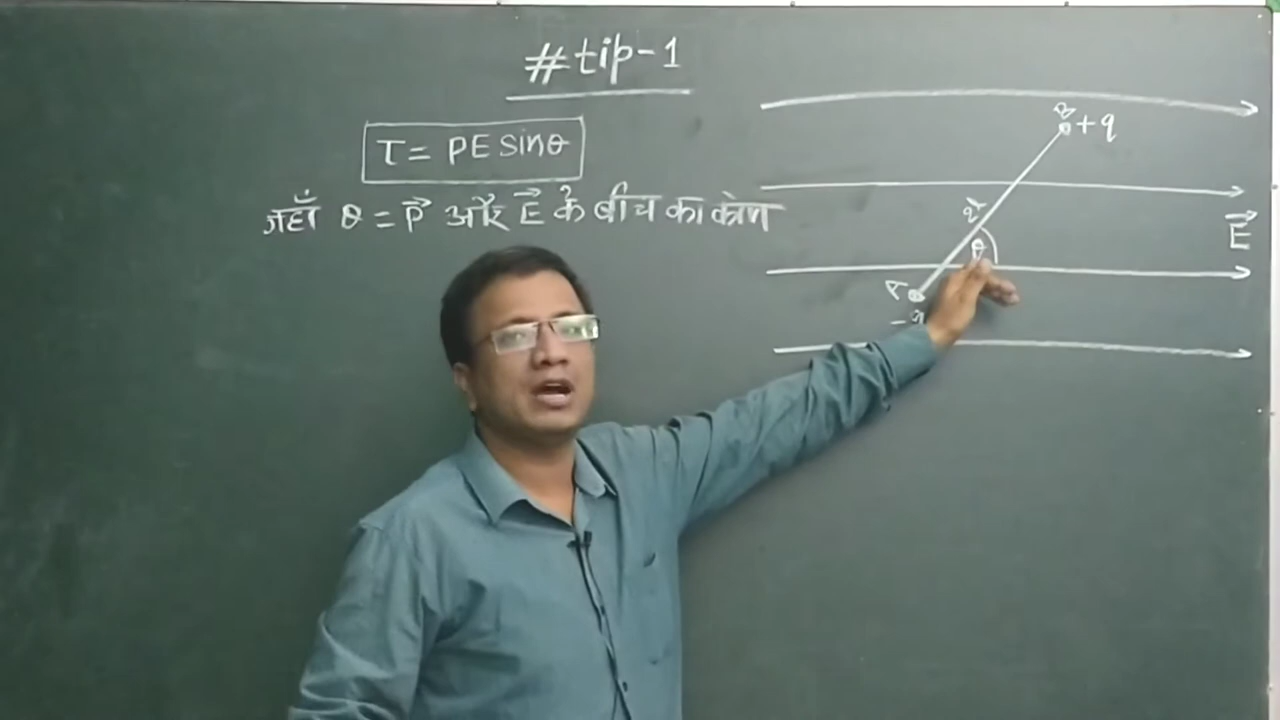 #tip-1
τ = PE sinθ
जहाँ θ = P⃗ और E⃗ के बीच का कोण
B
+q
θ
E⃗
A
-q